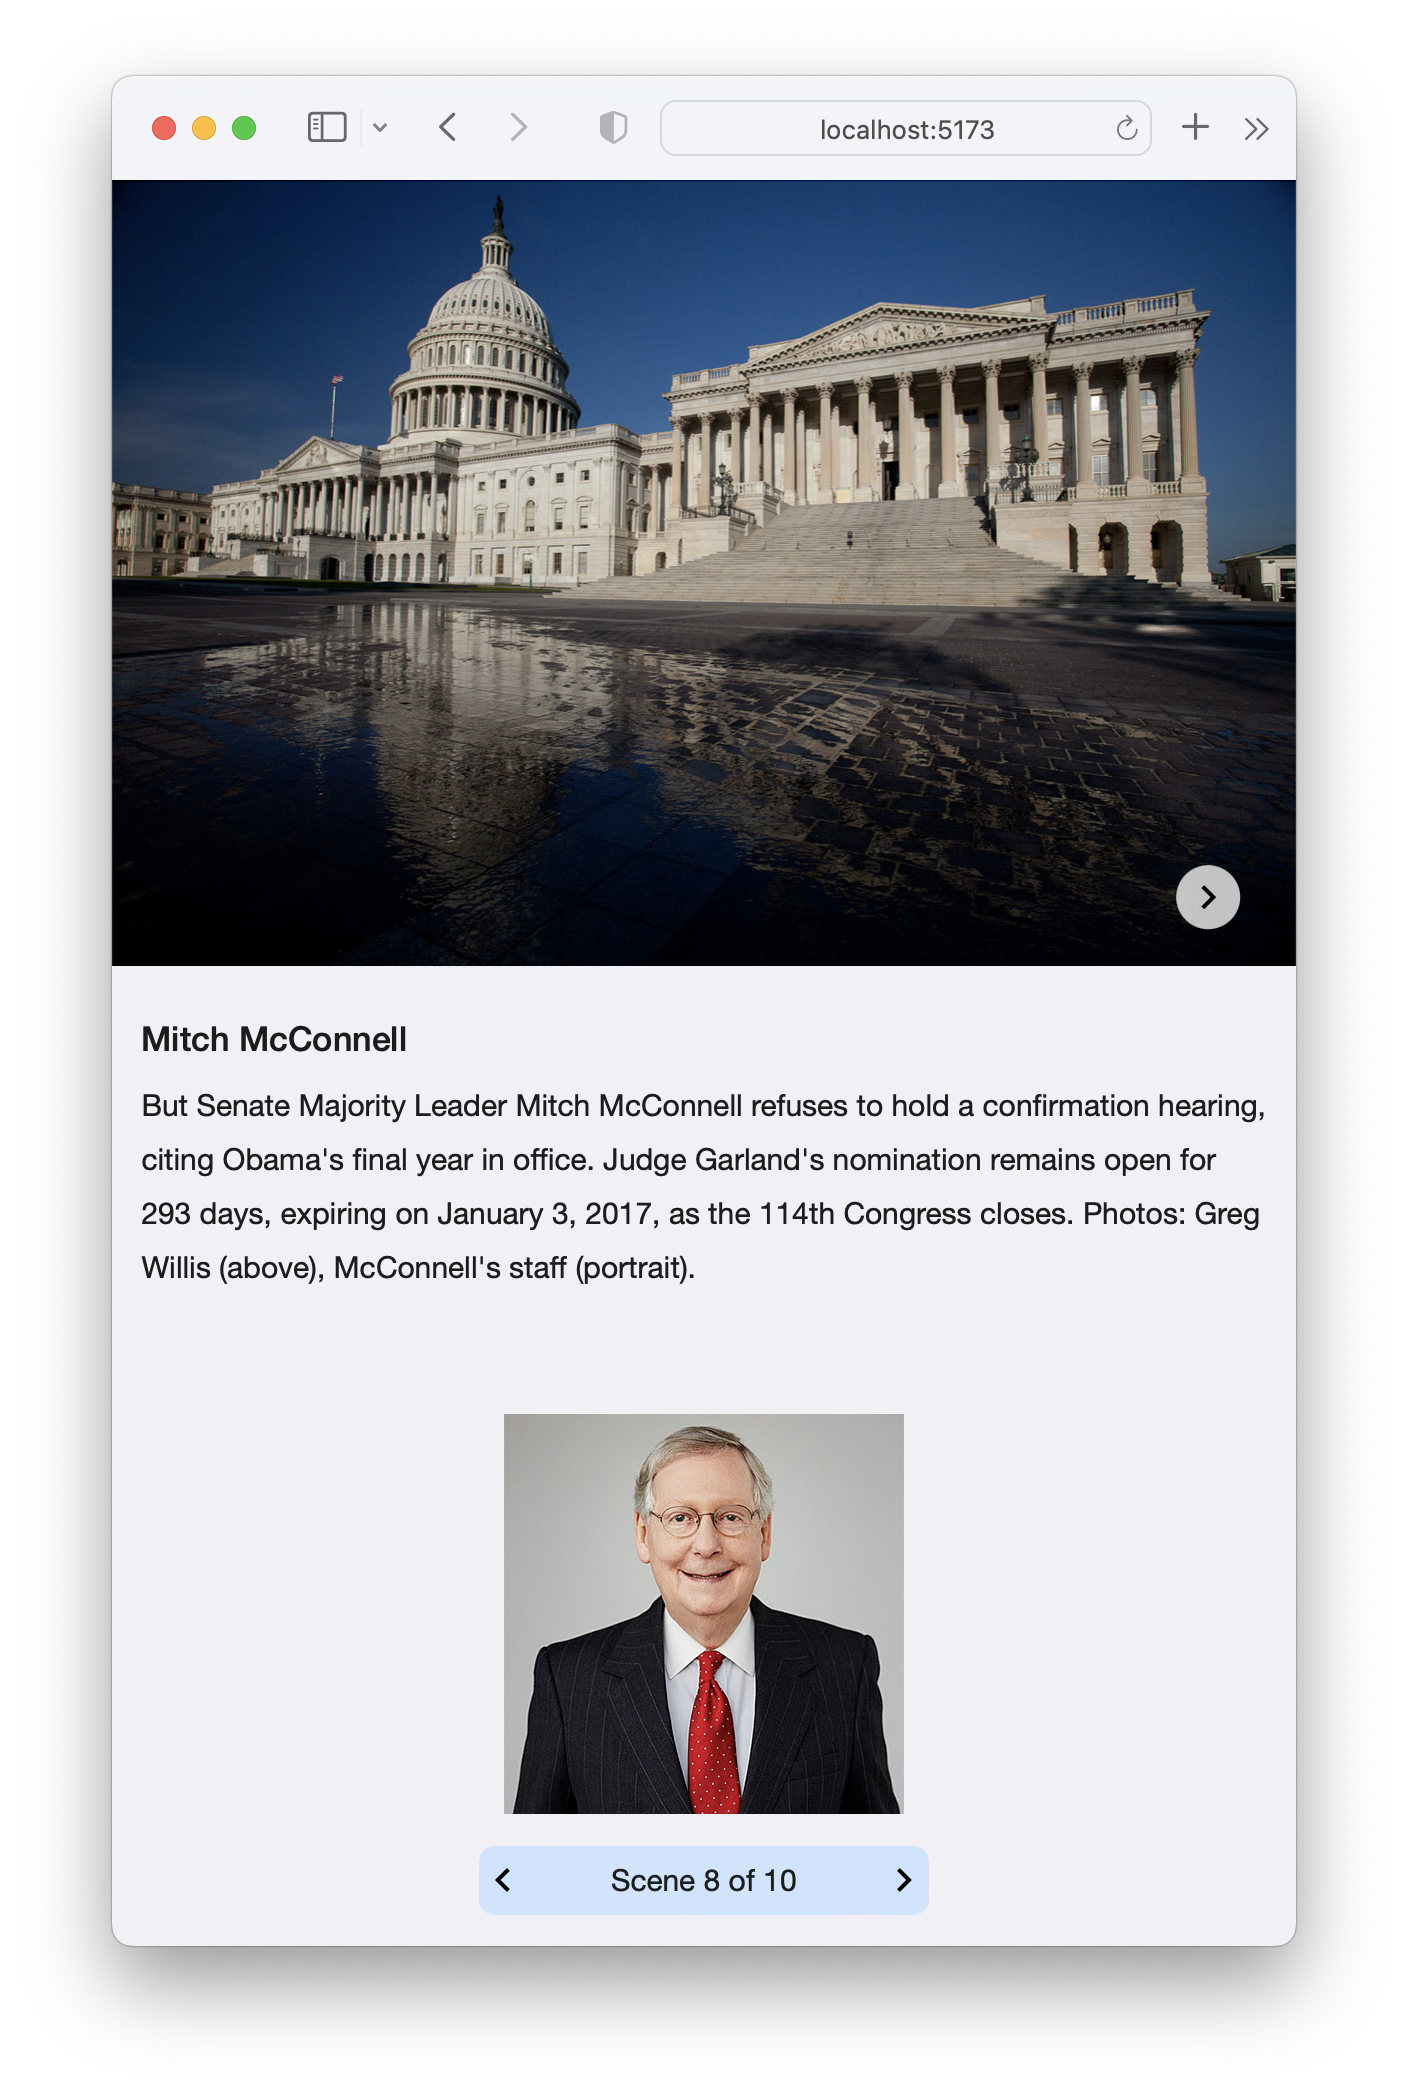 localhost:5173
Mitch McConnell
But Senate Majority Leader Mitch McConnell refuses to hold a confirmation hearing,
citing Obama's final year in office. Judge Garland's nomination remains open for
293 days, expiring on January 3, 2017, as the 114th Congress closes. Photos: Greg
Willis (above), McConnell's staff (portrait).
Scene 8 of 10